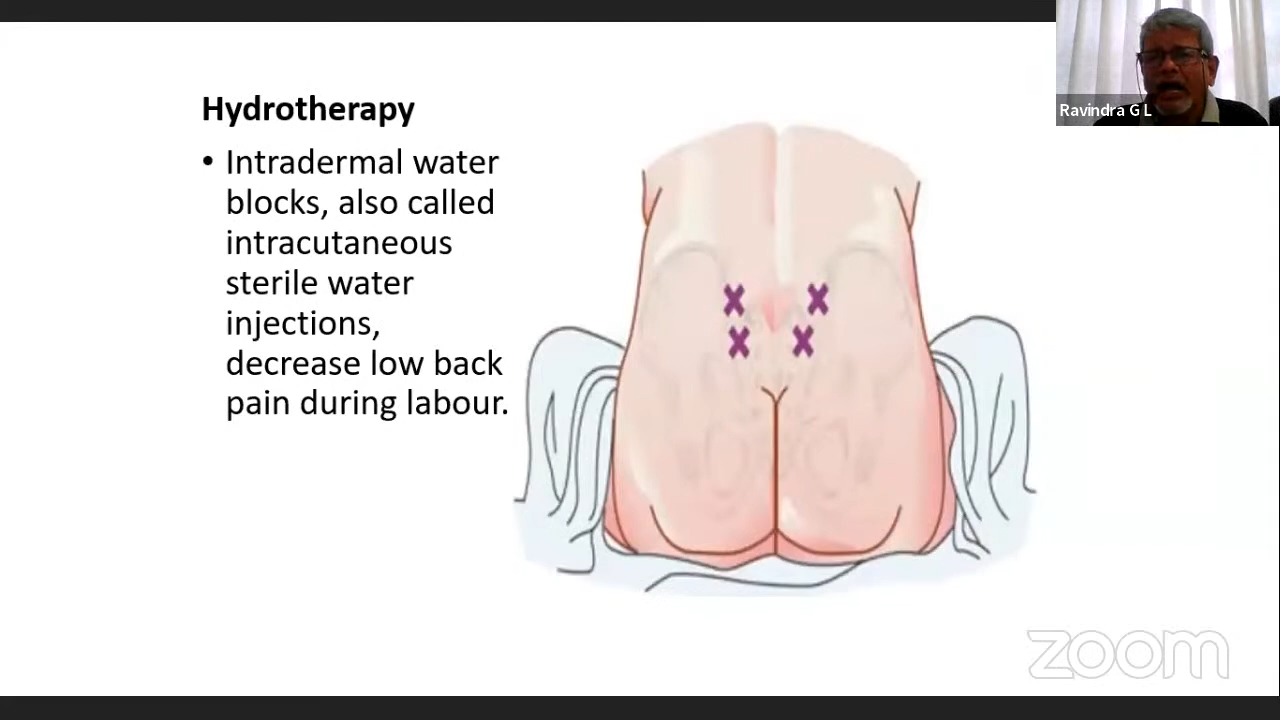 Hydrotherapy
• Intradermal water
blocks, also called
intracutaneous
sterile water
injections,
decrease low back
pain during labour.
Ravindra G L
zoom